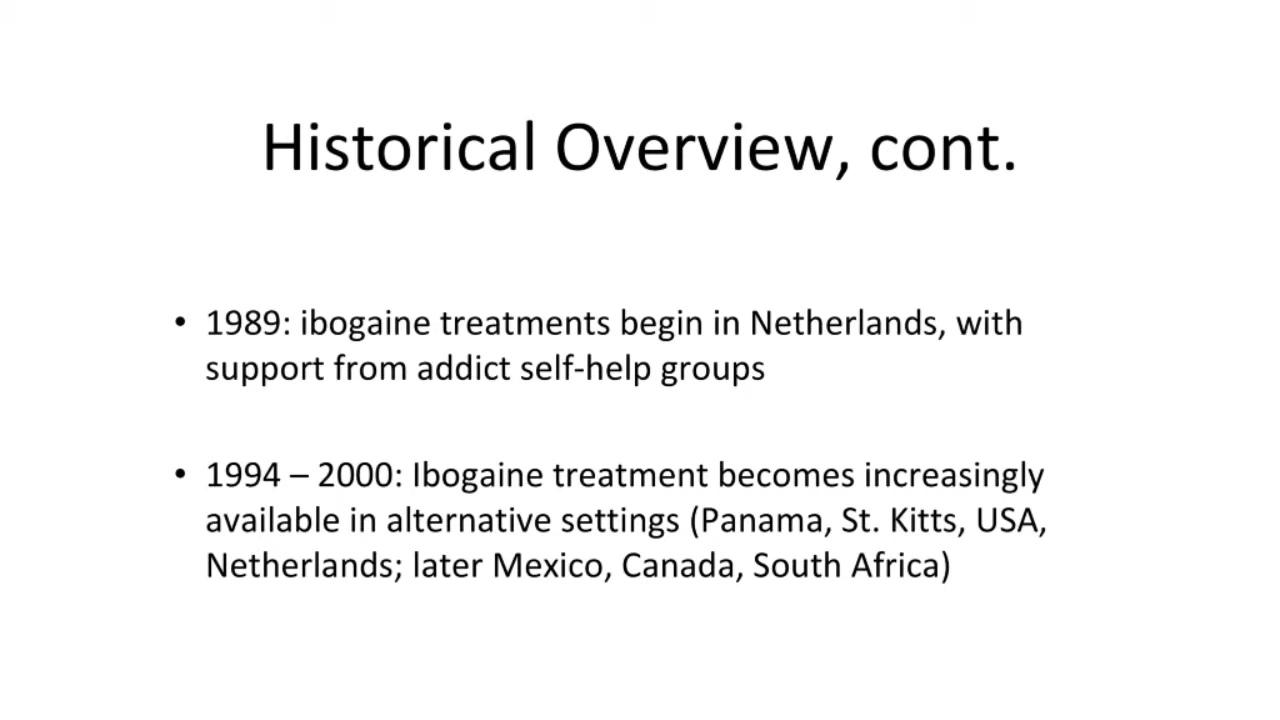 Historical Overview, cont.
• 1989: ibogaine treatments begin in Netherlands, with
support from addict self-help groups
• 1994 – 2000: Ibogaine treatment becomes increasingly
available in alternative settings (Panama, St. Kitts, USA,
Netherlands; later Mexico, Canada, South Africa)